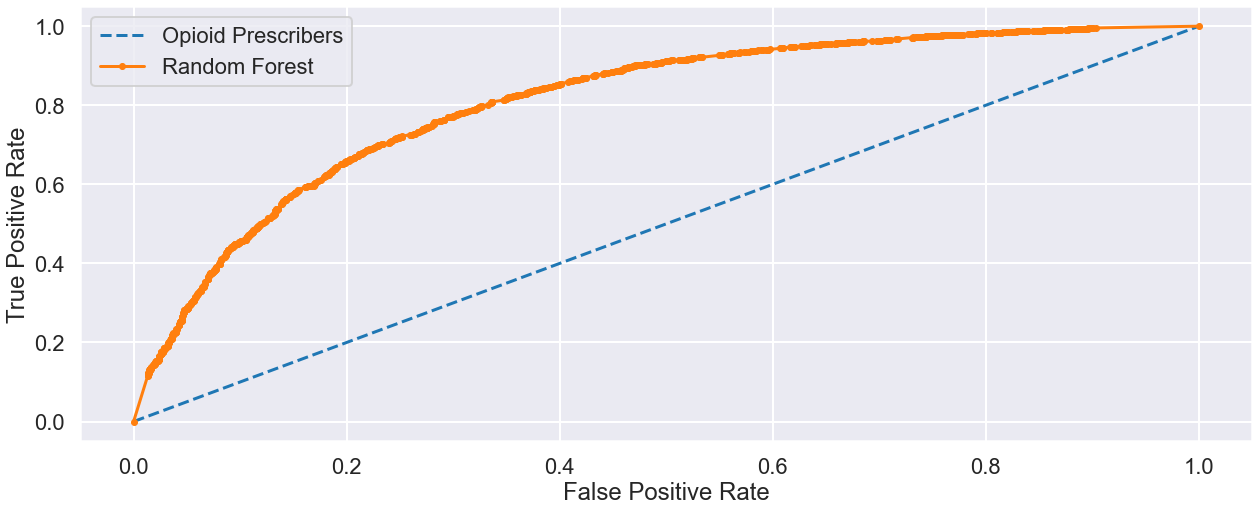 Opioid Prescribers
Random Forest
True Positive Rate
1.0
0.8
0.6
0.4
0.2
0.0
0.0 0.2 0.4 0.6 0.8 1.0
False Positive Rate